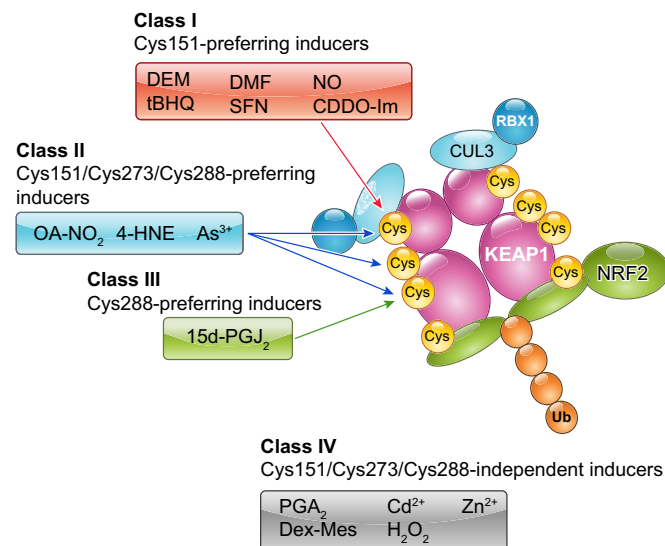 Class I
Cys151-preferring inducers
DEM DMF NO
tBHQ SFN CDDO-Im
RBX1
CUL3
Class II
Cys151/Cys273/Cys288-preferring
inducers
OA-NO₂ 4-HNE As³⁺
Cys
Cys
Cys
Cys
Cys
Cys
KEAP1
Cys
NRF2
Class III
Cys288-preferring inducers
15d-PGJ₂
Cys
Ub
Class IV
Cys151/Cys273/Cys288-independent inducers
PGA₂ Cd²⁺ Zn²⁺
Dex-Mes H₂O₂